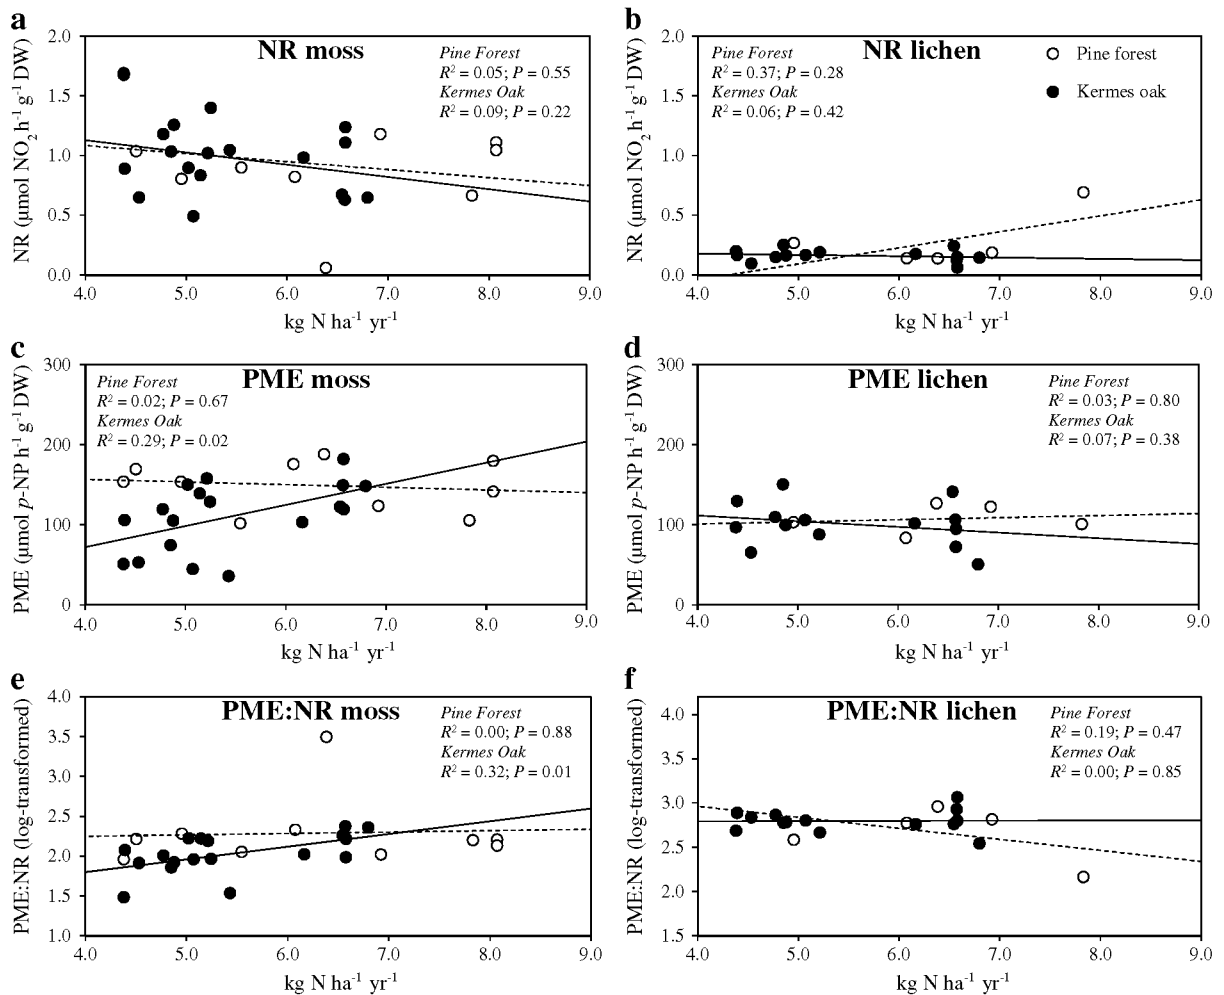 a
NR moss
Pine Forest
R² = 0.05; P = 0.55
Kermes Oak
R² = 0.09; P = 0.22
NR (µmol NO₂ h⁻¹ g⁻¹ DW)
2.0
1.5
1.0
0.5
0.0
4.0 5.0 6.0 7.0 8.0 9.0
kg N ha⁻¹ yr⁻¹
b
NR lichen
Pine Forest
R² = 0.37; P = 0.28
Kermes Oak
R² = 0.06; P = 0.42
Pine forest
Kermes oak
NR (µmol NO₂ h⁻¹ g⁻¹ DW)
2.0
1.5
1.0
0.5
0.0
4.0 5.0 6.0 7.0 8.0 9.0
kg N ha⁻¹ yr⁻¹
c
PME moss
Pine Forest
R² = 0.02; P = 0.67
Kermes Oak
R² = 0.29; P = 0.02
PME (µmol p-NP h⁻¹ g⁻¹ DW)
300
200
100
0
4.0 5.0 6.0 7.0 8.0 9.0
kg N ha⁻¹ yr⁻¹
d
PME lichen
Pine Forest
R² = 0.03; P = 0.80
Kermes Oak
R² = 0.07; P = 0.38
PME (µmol p-NP h⁻¹ g⁻¹ DW)
300
200
100
0
4.0 5.0 6.0 7.0 8.0 9.0
kg N ha⁻¹ yr⁻¹
e
PME:NR moss
Pine Forest
R² = 0.00; P = 0.88
Kermes Oak
R² = 0.32; P = 0.01
PME:NR (log-transformed)
4.0
3.5
3.0
2.5
2.0
1.5
1.0
4.0 5.0 6.0 7.0 8.0 9.0
kg N ha⁻¹ yr⁻¹
f
PME:NR lichen
Pine Forest
R² = 0.19; P = 0.47
Kermes Oak
R² = 0.00; P = 0.85
PME:NR (log-transformed)
4.0
3.5
3.0
2.5
2.0
1.5
4.0 5.0 6.0 7.0 8.0 9.0
kg N ha⁻¹ yr⁻¹